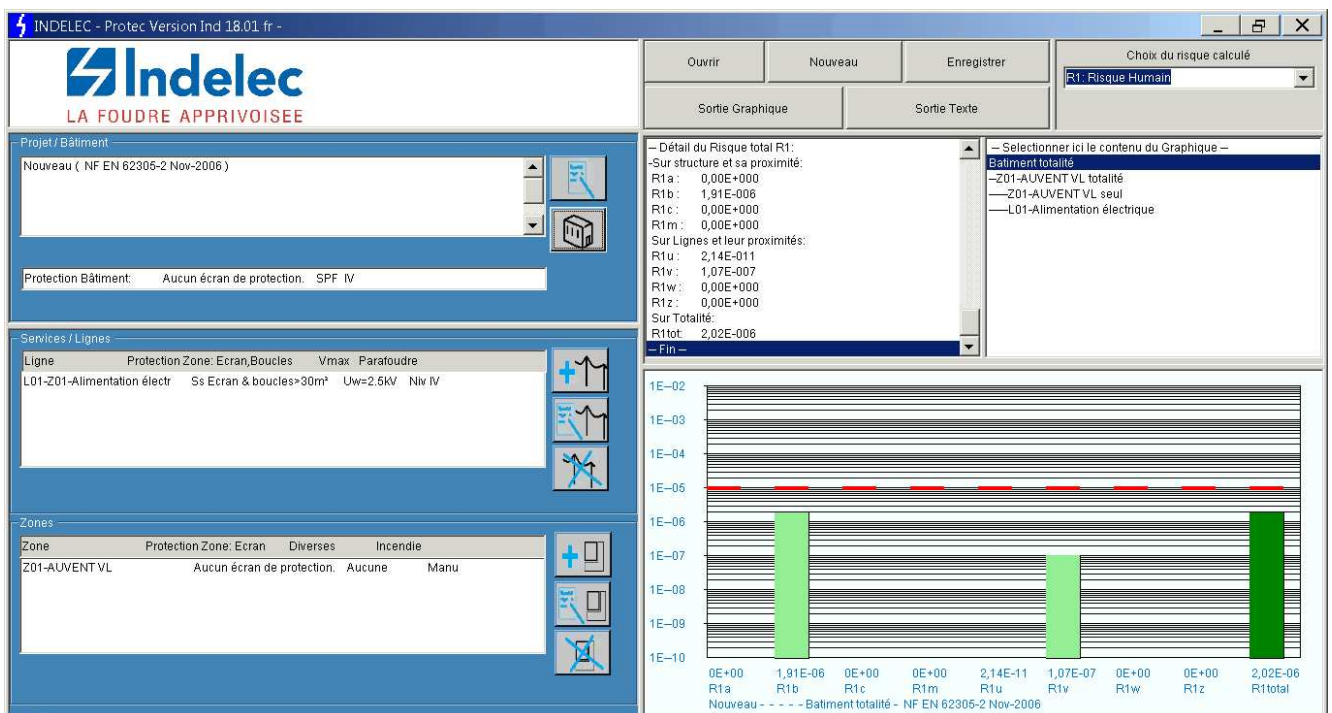 INDELEC - Protec Version Ind 18.01 fr -
Indelec
LA FOUDRE APPRIVOISEE
Ouvrir
Nouveau
Enregistrer
Sortie Graphique
Sortie Texte
Choix du risque calculé
R1: Risque Humain
Projet / Bâtiment
Nouveau ( NF EN 62305-2 Nov-2006 )
Protection Bâtiment: Aucun écran de protection. SPF IV
Services / Lignes
Ligne Protection Zone: Ecran,Boucles Vmax Parafoudre
L01-Z01-Alimentation électr Ss Ecran & boucles>30m² Uw=2.5kV Niv IV
Zones
Zone Protection Zone: Ecran Diverses Incendie
Z01-AUVENT VL Aucun écran de protection. Aucune Manu
– Détail du Risque total R1:
-Sur structure et sa proximité:
R1a : 0,00E+000
R1b : 1,91E-006
R1c : 0,00E+000
R1m : 0,00E+000
Sur Lignes et leur proximités:
R1u : 2,14E-011
R1v : 1,07E-007
R1w : 0,00E+000
R1z : 0,00E+000
Sur Totalité:
R1tot: 2,02E-006
– Fin –
– Selectionner ici le contenu du Graphique –
Batiment totalité
–Z01-AUVENT VL totalité
––Z01-AUVENT VL seul
––L01-Alimentation électrique
1E–02
1E–03
1E–04
1E–05
1E–06
1E–07
1E–08
1E–09
1E–10
0E+00 1,91E-06 0E+00 0E+00 2,14E-11 1,07E-07 0E+00 0E+00 2,02E-06
R1a R1b R1c R1m R1u R1v R1w R1z R1total
Nouveau - - - - - Batiment totalité - NF EN 62305-2 Nov-2006